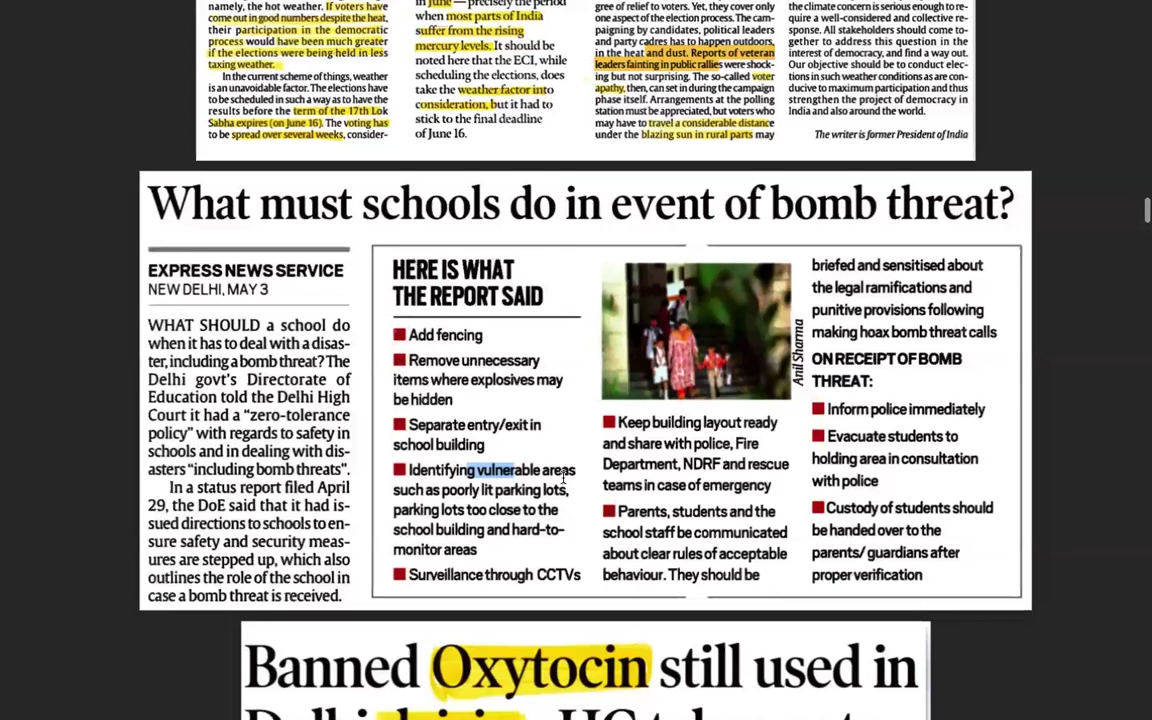 namely, the hot weather. If voters have
come out in good numbers despite the heat,
their participation in the democratic
process would have been much greater
if the elections were being held in less
taxing weather.
In the current scheme of things, weather
is an unavoidable factor. The elections have
to be scheduled in such a way as to have the
results before the term of the 17th Lok
Sabha expires (on June 16). The voting has
to be spread over several weeks, consider-
in June — precisely the period
when most parts of India
suffer from the rising
mercury levels. It should be
noted here that the ECI, while
scheduling the elections, does
take the weather factor into
consideration, but it had to
stick to the final deadline
of June 16.
gree of relief to voters. Yet, they cover only
one aspect of the election process. The cam-
paigning by candidates, political leaders
and party cadres has to happen outdoors,
in the heat and dust. Reports of veteran
leaders fainting in public rallies were shock-
ing but not surprising. The so-called voter
apathy, then, can set in during the campaign
phase itself. Arrangements at the polling
station must be appreciated, but voters who
may have to travel a considerable distance
under the blazing sun in rural parts may
the climate concern is serious enough to re-
quire a well-considered and collective re-
sponse. All stakeholders should come to-
gether to address this question in the
interest of democracy, and find a way out.
Our objective should be to conduct elec-
tions in such weather conditions as are con-
ducive to maximum participation and thus
strengthen the project of democracy in
India and also around the world.
The writer is former President of India
What must schools do in event of bomb threat?
EXPRESS NEWS SERVICE
NEW DELHI, MAY 3
WHAT SHOULD a school do
when it has to deal with a disas-
ter, including a bomb threat? The
Delhi govt's Directorate of
Education told the Delhi High
Court it had a "zero-tolerance
policy" with regards to safety in
schools and in dealing with dis-
asters "including bomb threats".
In a status report filed April
29, the DoE said that it had is-
sued directions to schools to en-
sure safety and security meas-
ures are stepped up, which also
outlines the role of the school in
case a bomb threat is received.
HERE IS WHAT
THE REPORT SAID
Add fencing
Remove unnecessary
items where explosives may
be hidden
Separate entry/exit in
school building
Identifying vulnerable areas
such as poorly lit parking lots,
parking lots too close to the
school building and hard-to-
monitor areas
Surveillance through CCTVs
Anil Sharma
Keep building layout ready
and share with police, Fire
Department, NDRF and rescue
teams in case of emergency
Parents, students and the
school staff be communicated
about clear rules of acceptable
behaviour. They should be
briefed and sensitised about
the legal ramifications and
punitive provisions following
making hoax bomb threat calls
ON RECEIPT OF BOMB
THREAT:
Inform police immediately
Evacuate students to
holding area in consultation
with police
Custody of students should
be handed over to the
parents/ guardians after
proper verification
Banned Oxytocin still used in